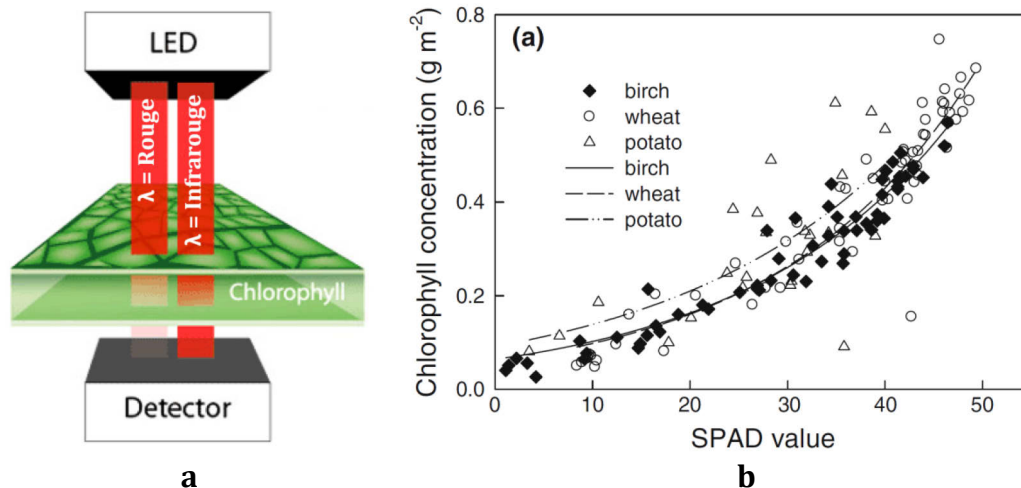 LED
λ = Rouge
λ = Infrarouge
Chlorophyll
Detector
a
(a)
birch
wheat
potato
birch
wheat
potato
Chlorophyll concentration (g m⁻²)
0.8
0.6
0.4
0.2
0.0
0 10 20 30 40 50
SPAD value
b